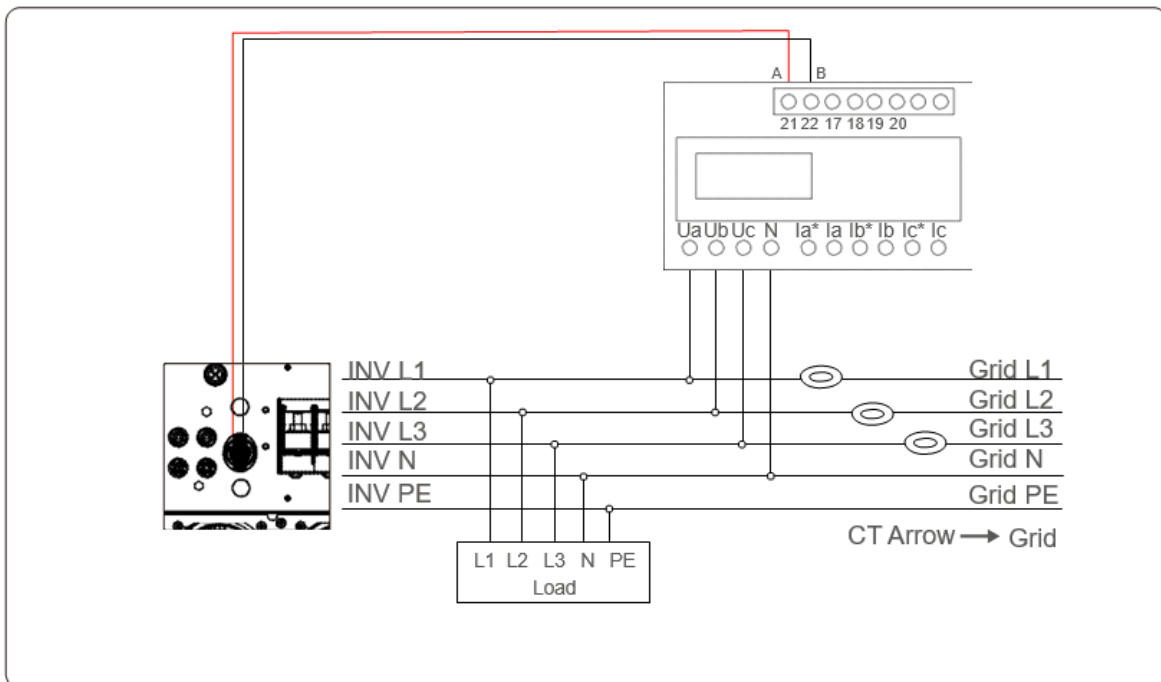 A B
21 22 17 18 19 20
Ua Ub Uc N Ia* Ia Ib* Ib Ic* Ic
INV L1 Grid L1
INV L2 Grid L2
INV L3 Grid L3
INV N Grid N
INV PE Grid PE
CT Arrow → Grid
L1 L2 L3 N PE
Load